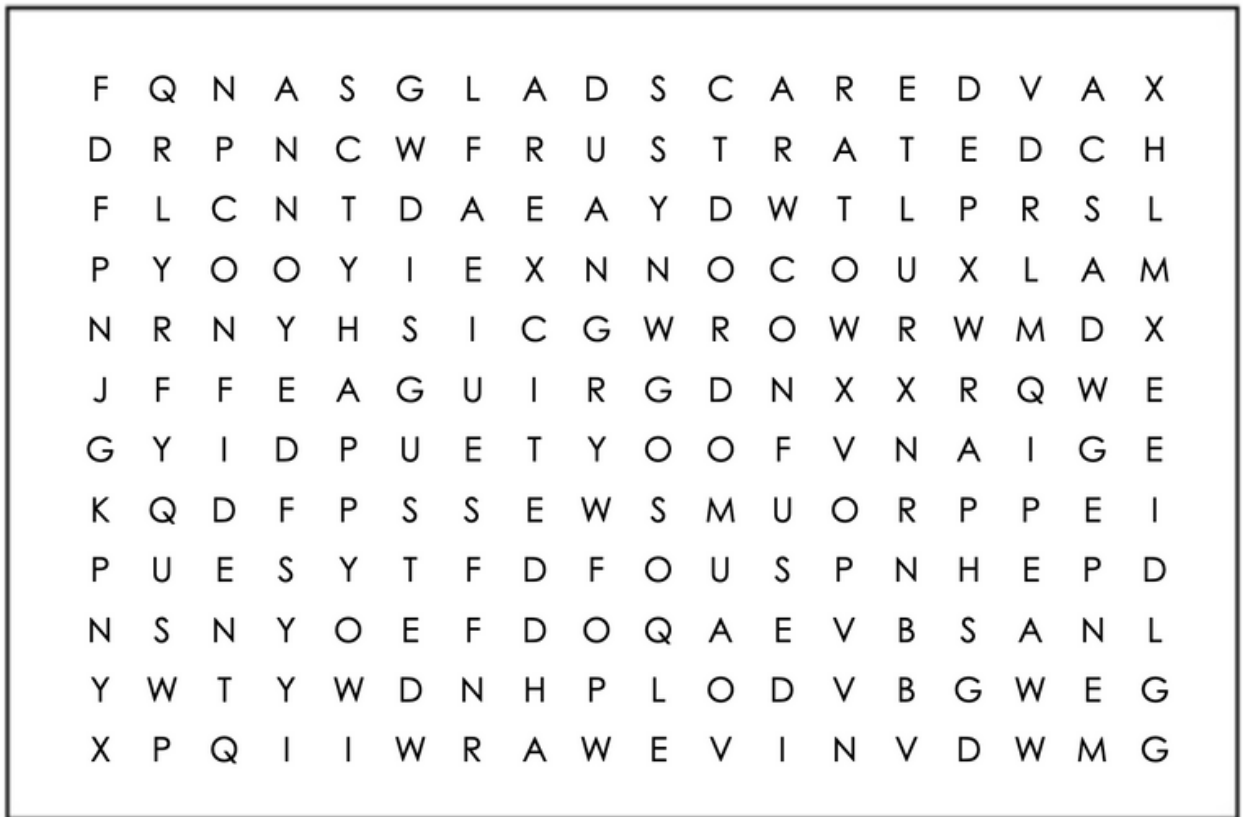 F Q N A S G L A D S C A R E D V A X
D R P N C W F R U S T R A T E D C H
F L C N T D A E A Y D W T L P R S L
P Y O O Y I E X N N O C O U X L A M
N R N Y H S I C G W R O W R W M D X
J F F E A G U I R G D N X X R Q W E
G Y I D P U E T Y O O F V N A I G E
K Q D F P S S E W S M U O R P P E I
P U E S Y T F D F O U S P N H E P D
N S N Y O E F D O Q A E V B S A N L
Y W T Y W D N H P L O D V B G W E G
X P Q I I W R A W E V I N V D W M G